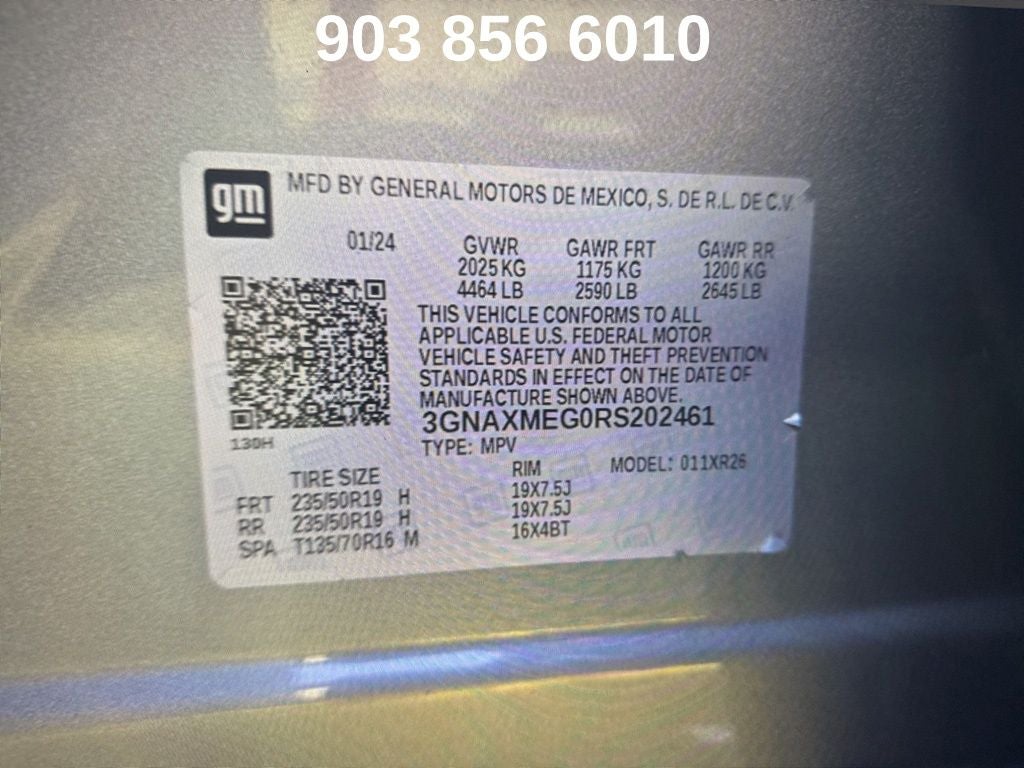 903 856 6010
gm MFD BY GENERAL MOTORS DE MEXICO, S. DE R.L. DE C.V.
01/24 GVWR GAWR FRT GAWR RR
2025 KG 1175 KG 1200 KG
4464 LB 2590 LB 2645 LB
THIS VEHICLE CONFORMS TO ALL
APPLICABLE U.S. FEDERAL MOTOR
VEHICLE SAFETY AND THEFT PREVENTION
STANDARDS IN EFFECT ON THE DATE OF
MANUFACTURE SHOWN ABOVE.
3GNAXMEG0RS202461
130H TYPE: MPV
TIRE SIZE RIM MODEL: 011XR26
FRT 235/50R19 H 19X7.5J
RR 235/50R19 H 19X7.5J
SPA T135/70R16 M 16X4BT